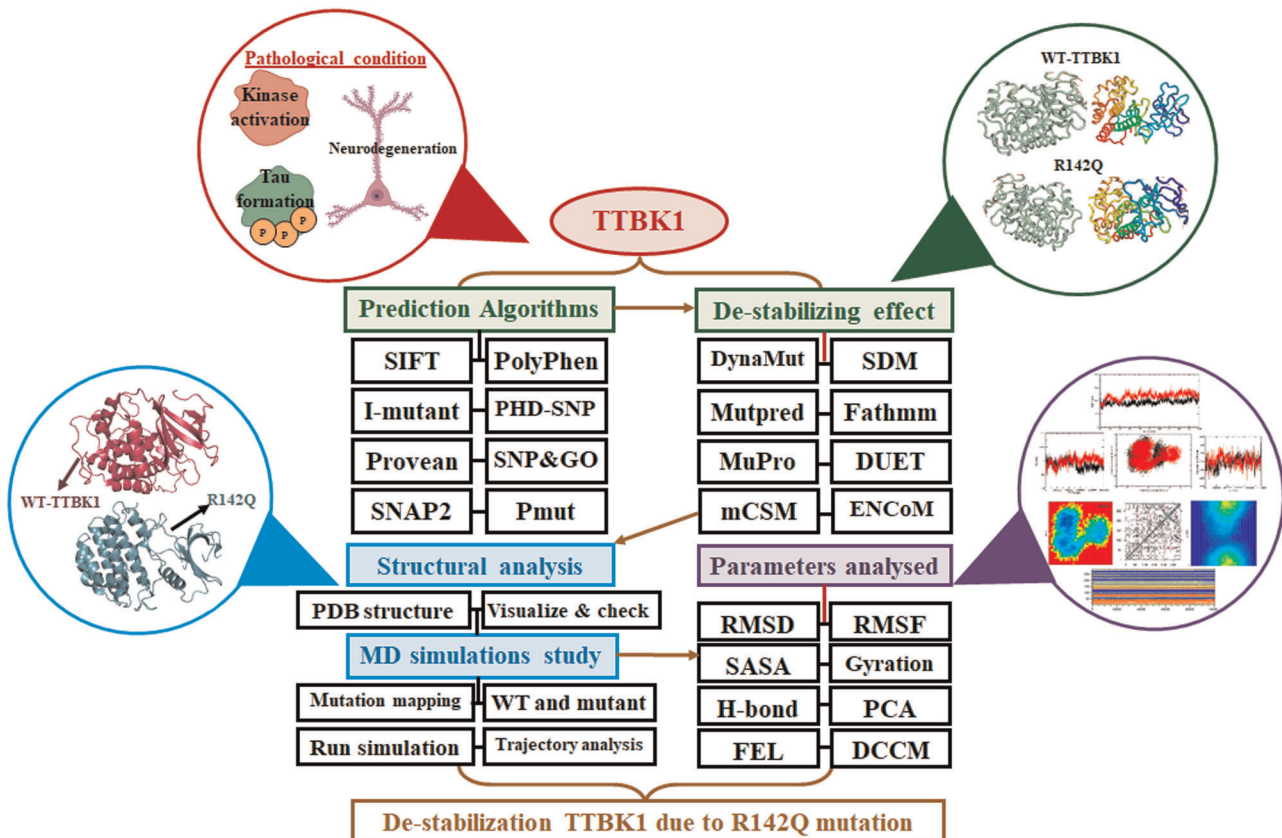 Pathological condition
Kinase
activation
Neurodegeneration
Tau
formation
P
P
P
WT-TTBK1
R142Q
TTBK1
Prediction Algorithms
De-stabilizing effect
SIFT
PolyPhen
DynaMut
SDM
I-mutant
PHD-SNP
Mutpred
Fathmm
Provean
SNP&GO
MuPro
DUET
SNAP2
Pmut
mCSM
ENCoM
WT-TTBK1
R142Q
Structural analysis
Parameters analysed
PDB structure
Visualize & check
RMSD
RMSF
MD simulations study
SASA
Gyration
Mutation mapping
WT and mutant
H-bond
PCA
Run simulation
Trajectory analysis
FEL
DCCM
De-stabilization TTBK1 due to R142Q mutation